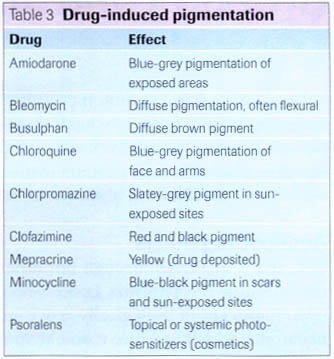 Table 3 Drug-induced pigmentation
Drug Effect
Amiodarone Blue-grey pigmentation of
exposed areas
Bleomycin Diffuse pigmentation, often flexural
Busulphan Diffuse brown pigment
Chloroquine Blue-grey pigmentation of
face and arms
Chlorpromazine Slatey-grey pigment in sun-
exposed sites
Clofazimine Red and black pigment
Mepracrine Yellow (drug deposited)
Minocycline Blue-black pigment in scars
and sun-exposed sites
Psoralens Topical or systemic photo-
sensitizers (cosmetics)